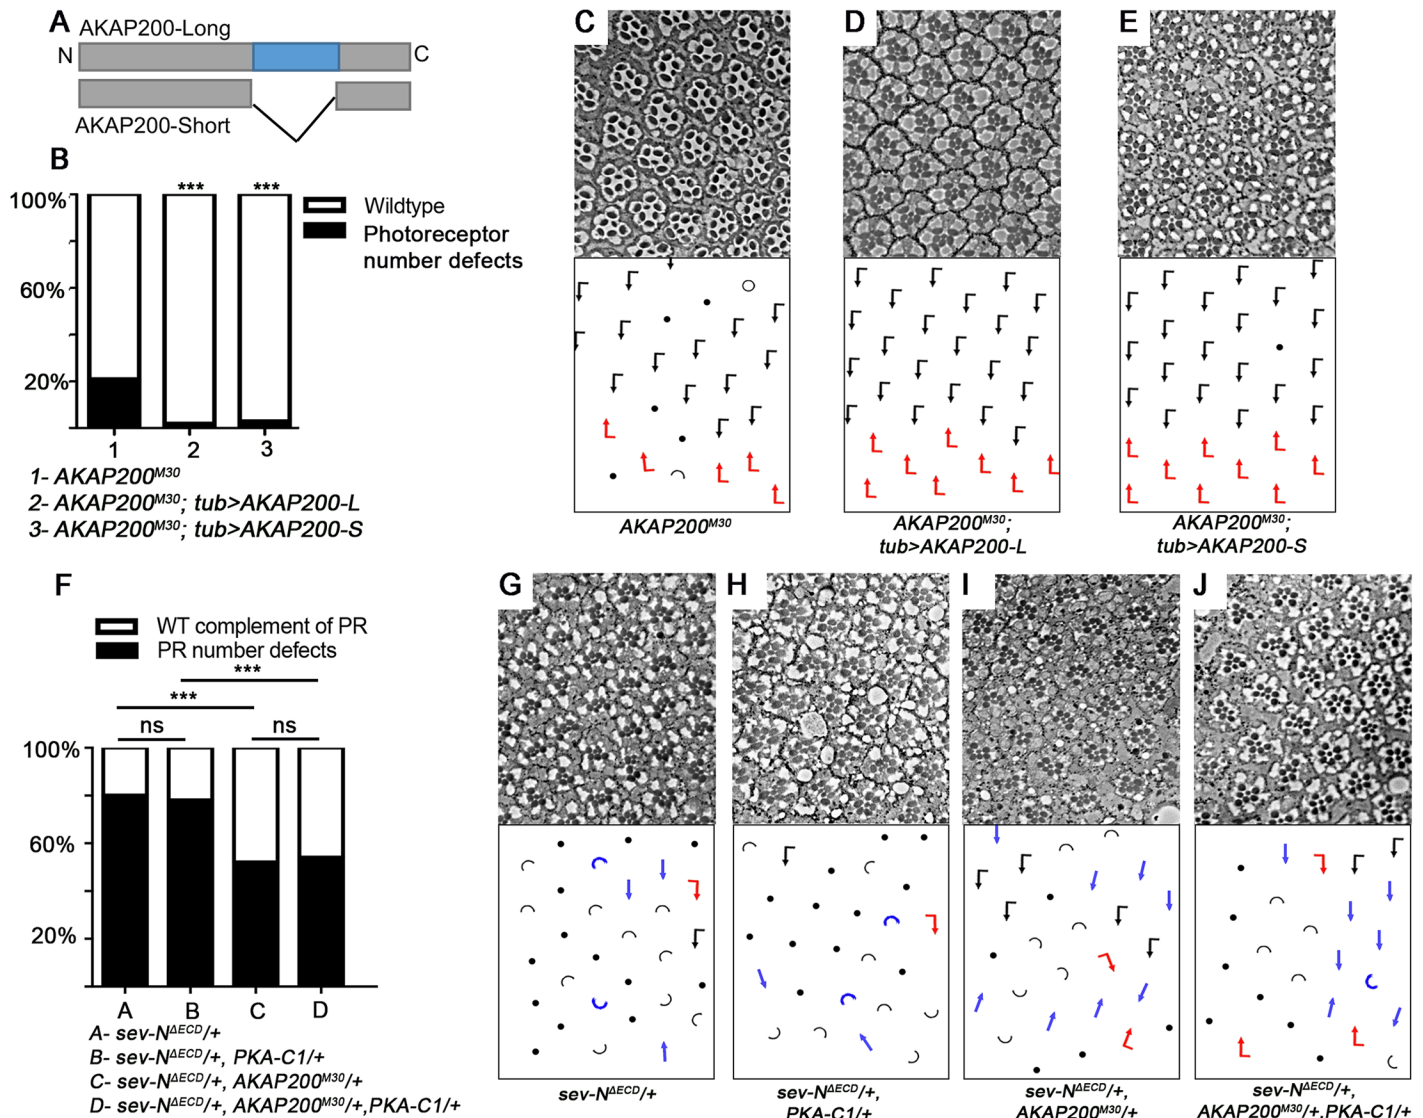 A
AKAP200-Long
N
C
AKAP200-Short
B
100%
60%
20%
*** ***
Wildtype
Photoreceptor
number defects
1 2 3
1- AKAP200M30
2- AKAP200M30; tub>AKAP200-L
3- AKAP200M30; tub>AKAP200-S
C
AKAP200M30
D
AKAP200M30;
tub>AKAP200-L
E
AKAP200M30;
tub>AKAP200-S
F
WT complement of PR
PR number defects
***
***
ns ns
100%
60%
20%
A B C D
A- sev-NΔECD/+
B- sev-NΔECD/+, PKA-C1/+
C- sev-NΔECD/+, AKAP200M30/+
D- sev-NΔECD/+, AKAP200M30/+,PKA-C1/+
G
sev-NΔECD/+
H
sev-NΔECD/+,
PKA-C1/+
I
sev-NΔECD/+,
AKAP200M30/+
J
sev-NΔECD/+,
AKAP200M30/+,PKA-C1/+